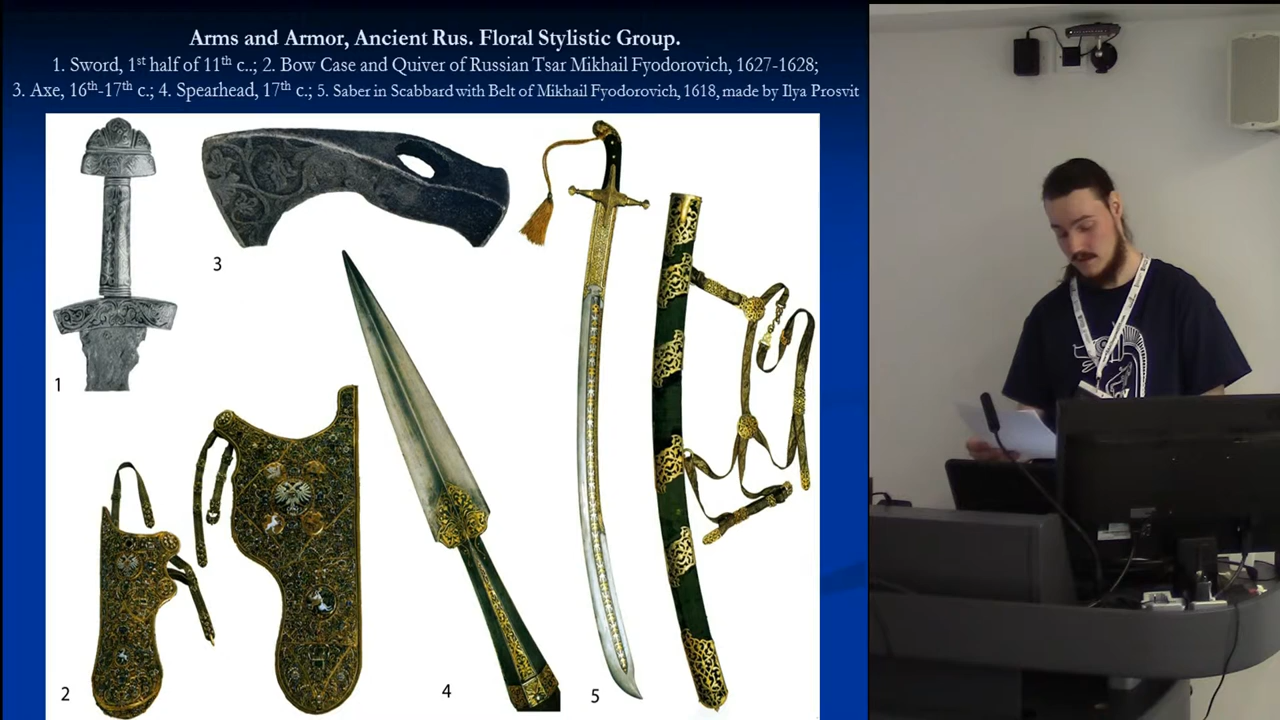 Arms and Armor, Ancient Rus. Floral Stylistic Group.
1. Sword, 1st half of 11th c..; 2. Bow Case and Quiver of Russian Tsar Mikhail Fyodorovich, 1627-1628;
3. Axe, 16th-17th c.; 4. Spearhead, 17th c.; 5. Saber in Scabbard with Belt of Mikhail Fyodorovich, 1618, made by Ilya Prosvit
3
1
2
4
5